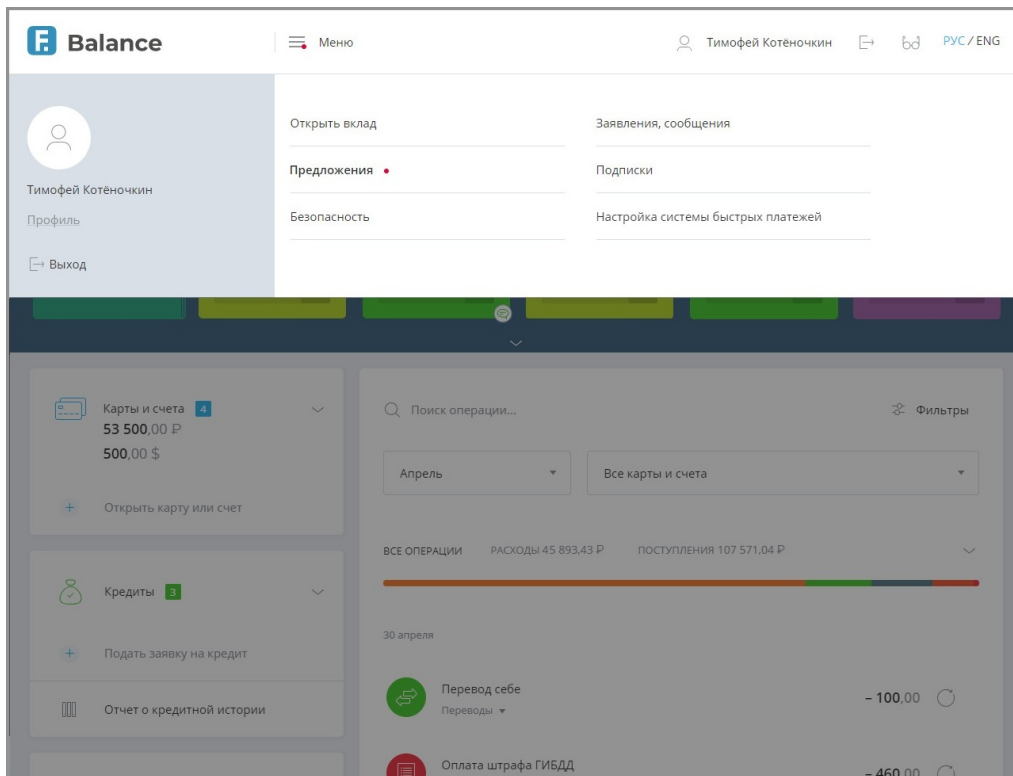 F. Balance
Меню
Тимофей Котёночкин
РУС / ENG
Тимофей Котёночкин
Профиль
Выход
Открыть вклад
Предложения
Безопасность
Заявления, сообщения
Подписки
Настройка системы быстрых платежей
Карты и счета 4
53 500,00 ₽
500,00 $
Открыть карту или счет
Кредиты 3
Подать заявку на кредит
Отчет о кредитной истории
Поиск операции...
Фильтры
Апрель
Все карты и счета
ВСЕ ОПЕРАЦИИ РАСХОДЫ 45 893,43 ₽ ПОСТУПЛЕНИЯ 107 571,04 ₽
30 апреля
Перевод себе
Переводы
– 100,00
Оплата штрафа ГИБДД
– 460,00